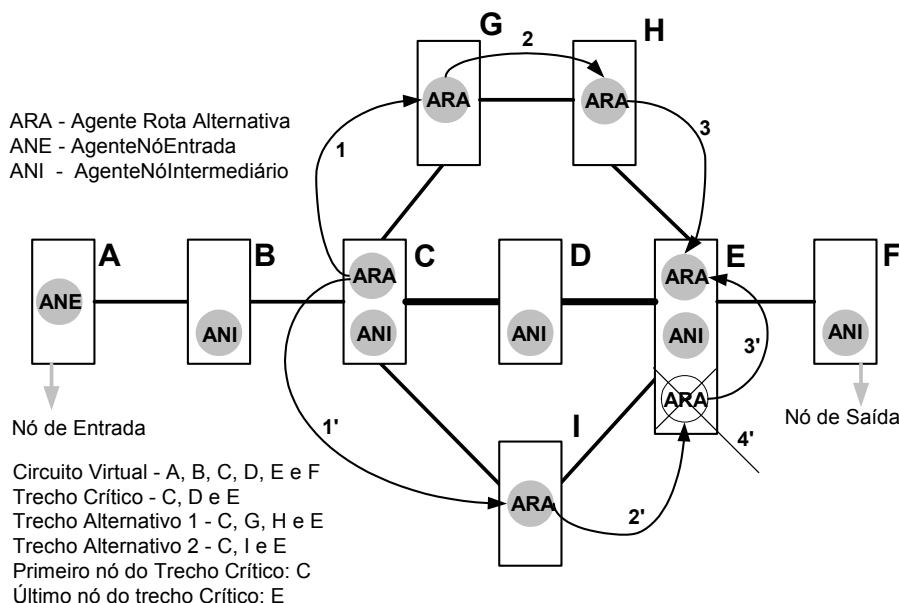 G
2
H
ARA
ARA
ARA - Agente Rota Alternativa
ANE - AgenteNóEntrada
ANI - AgenteNóIntermediário
1
3
A
B
C
D
E
F
ARA
ARA
ANE
ANI
ANI
ANI
ANI
ANI
3'
ARA
4'
Nó de Entrada
Nó de Saída
1'
I
ARA
2'
Circuito Virtual - A, B, C, D, E e F
Trecho Crítico - C, D e E
Trecho Alternativo 1 - C, G, H e E
Trecho Alternativo 2 - C, I e E
Primeiro nó do Trecho Crítico: C
Último nó do trecho Crítico: E